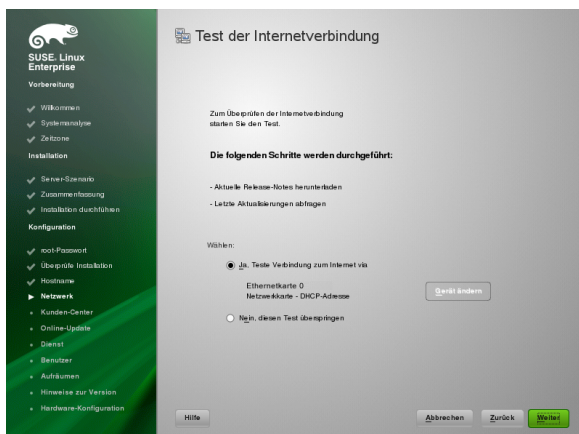 SUSE. Linux
Enterprise
Vorbereitung
Willkommen
Systemanalyse
Zeitzone
Installation
Server-Szenario
Zusammenfassung
Installation durchführen
Konfiguration
root-Passwort
Überprüfe Installation
Hostname
Netzwerk
Kunden-Center
Online-Update
Dienst
Benutzer
Aufräumen
Hinweise zur Version
Hardware-Konfiguration
Test der Internetverbindung
Zum Überprüfen der Internetverbindung
starten Sie den Test.
Die folgenden Schritte werden durchgeführt:
- Aktuelle Release-Notes herunterladen
- Letzte Aktualisierungen abfragen
Wählen:
Ja, Teste Verbindung zum Internet via
Ethernetkarte 0
Netzwerkkarte - DHCP-Adresse
Gerät ändern
Nein, diesen Test überspringen
Hilfe
Abbrechen
Zurück
Weiter